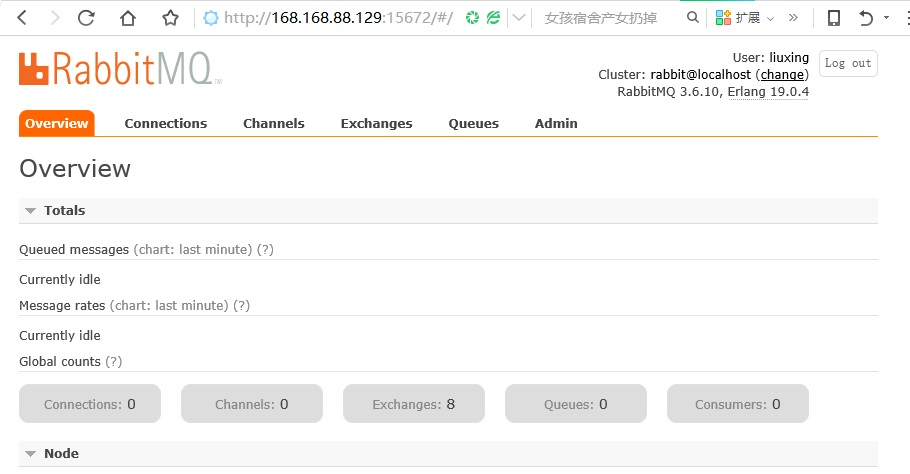 http://168.168.88.129:15672/#/ 女孩宿舍产女扔掉 扩展 »
RabbitMQ™
User: liuxing
Cluster: rabbit@localhost (change)
RabbitMQ 3.6.10, Erlang 19.0.4
Log out
Overview Connections Channels Exchanges Queues Admin
Overview
Totals
Queued messages (chart: last minute) (?)
Currently idle
Message rates (chart: last minute) (?)
Currently idle
Global counts (?)
Connections: 0 Channels: 0 Exchanges: 8 Queues: 0 Consumers: 0
Node